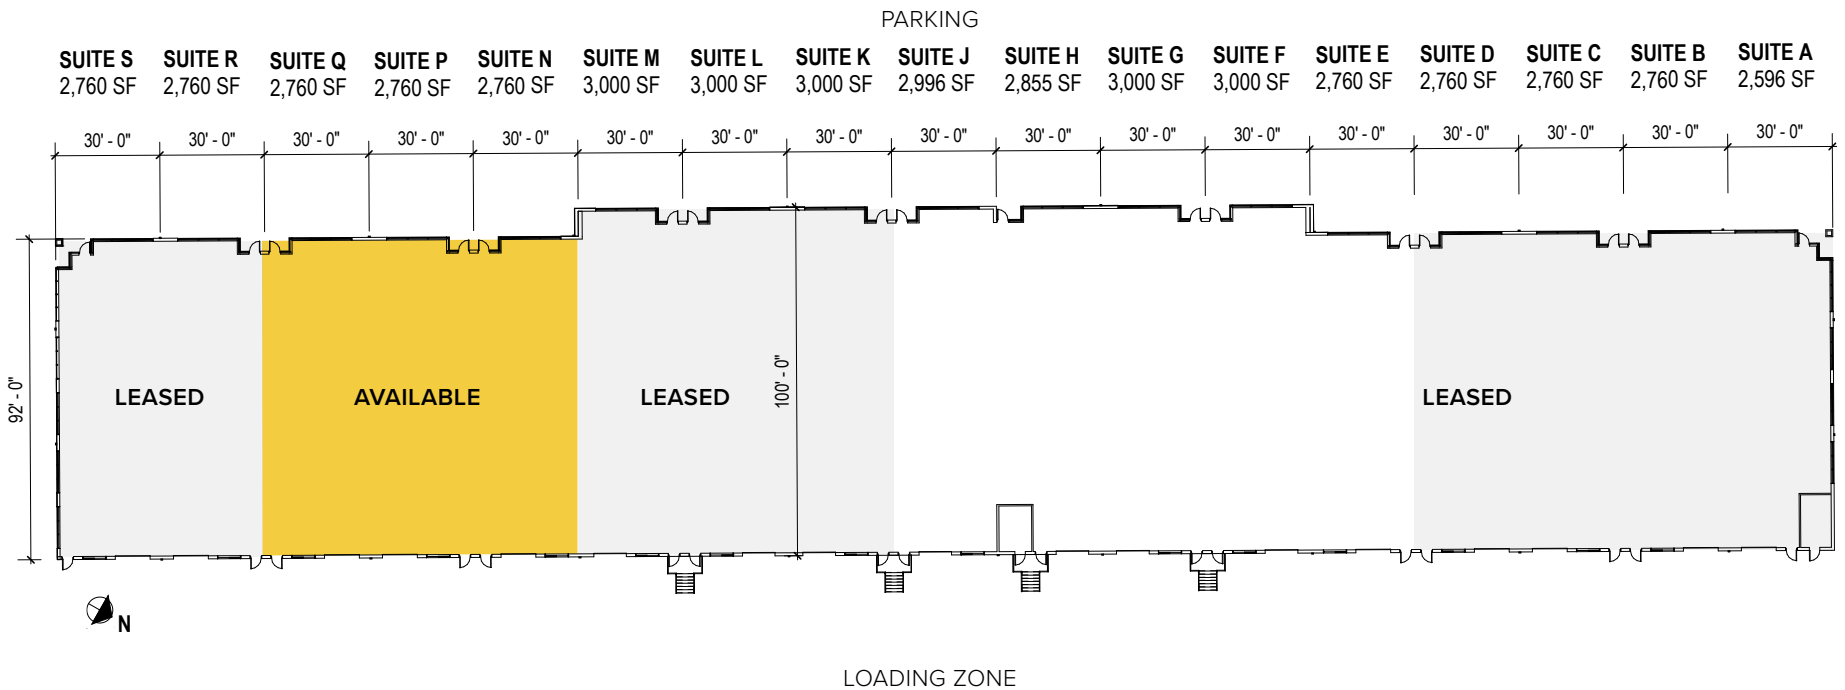 PARKING
SUITE S SUITE R SUITE Q SUITE P SUITE N SUITE M SUITE L SUITE K SUITE J SUITE H SUITE G SUITE F SUITE E SUITE D SUITE C SUITE B SUITE A
2,760 SF 2,760 SF 2,760 SF 2,760 SF 2,760 SF 3,000 SF 3,000 SF 3,000 SF 2,996 SF 2,855 SF 3,000 SF 3,000 SF 2,760 SF 2,760 SF 2,760 SF 2,760 SF 2,596 SF
30' - 0" 30' - 0" 30' - 0" 30' - 0" 30' - 0" 30' - 0" 30' - 0" 30' - 0" 30' - 0" 30' - 0" 30' - 0" 30' - 0" 30' - 0" 30' - 0" 30' - 0" 30' - 0" 30' - 0"
92' - 0"
LEASED AVAILABLE LEASED
100' - 0"
LEASED
N
LOADING ZONE